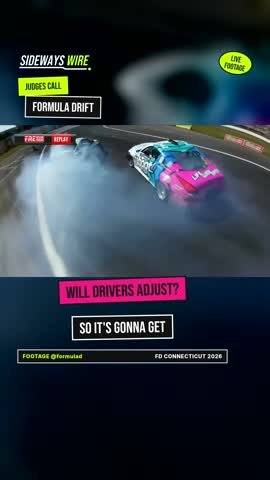 SIDEWAYS WIRE.
LIVE
FOOTAGE
JUDGES CALL
FORMULA DRIFT
REPLAY
WILL DRIVERS ADJUST?
SO IT'S GONNA GET
FOOTAGE @formulad
FD CONNECTICUT 2026